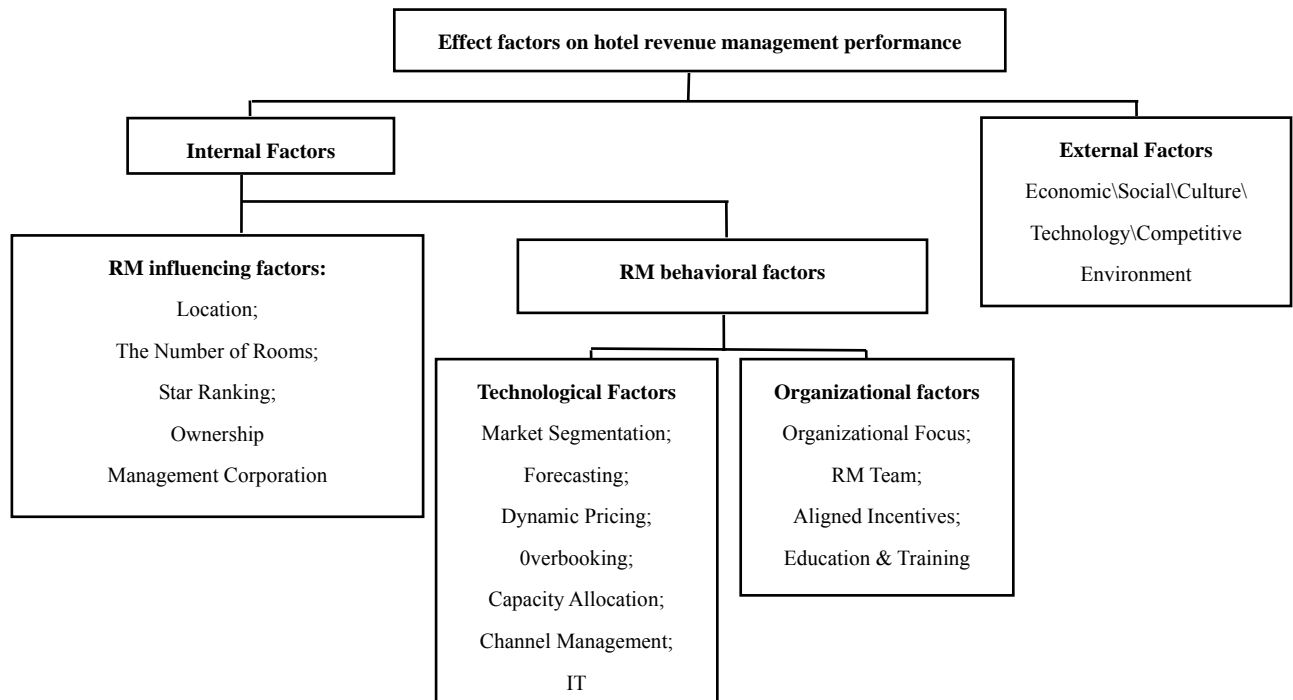 Effect factors on hotel revenue management performance
Internal Factors
External Factors
Economic\Social\Culture\
Technology\Competitive
Environment
RM influencing factors:
Location;
The Number of Rooms;
Star Ranking;
Ownership
Management Corporation
RM behavioral factors
Technological Factors
Market Segmentation;
Forecasting;
Dynamic Pricing;
0verbooking;
Capacity Allocation;
Channel Management;
IT
Organizational factors
Organizational Focus;
RM Team;
Aligned Incentives;
Education & Training